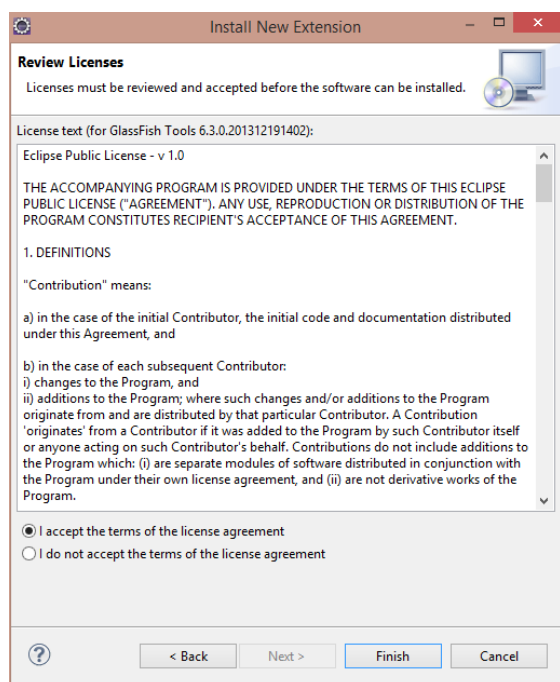 Install New Extension
Review Licenses
Licenses must be reviewed and accepted before the software can be installed.
License text (for GlassFish Tools 6.3.0.201312191402):
Eclipse Public License - v 1.0
THE ACCOMPANYING PROGRAM IS PROVIDED UNDER THE TERMS OF THIS ECLIPSE
PUBLIC LICENSE ("AGREEMENT"). ANY USE, REPRODUCTION OR DISTRIBUTION OF THE
PROGRAM CONSTITUTES RECIPIENT'S ACCEPTANCE OF THIS AGREEMENT.
1. DEFINITIONS
"Contribution" means:
a) in the case of the initial Contributor, the initial code and documentation distributed
under this Agreement, and
b) in the case of each subsequent Contributor:
i) changes to the Program, and
ii) additions to the Program; where such changes and/or additions to the Program
originate from and are distributed by that particular Contributor. A Contribution
'originates' from a Contributor if it was added to the Program by such Contributor itself
or anyone acting on such Contributor's behalf. Contributions do not include additions to
the Program which: (i) are separate modules of software distributed in conjunction with
the Program under their own license agreement, and (ii) are not derivative works of the
Program.
I accept the terms of the license agreement
I do not accept the terms of the license agreement
< Back
Next >
Finish
Cancel